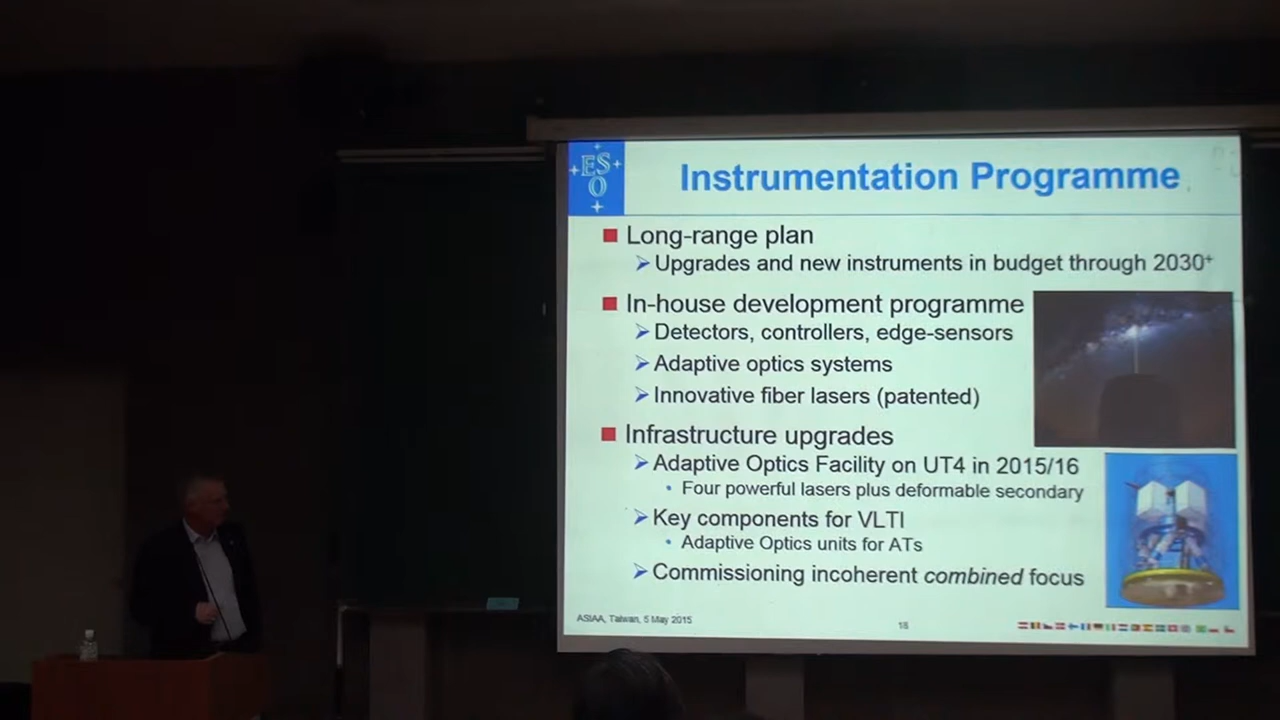 ESO
Instrumentation Programme
Long-range plan
Upgrades and new instruments in budget through 2030+
In-house development programme
Detectors, controllers, edge-sensors
Adaptive optics systems
Innovative fiber lasers (patented)
Infrastructure upgrades
Adaptive Optics Facility on UT4 in 2015/16
Four powerful lasers plus deformable secondary
Key components for VLTI
Adaptive Optics units for ATs
Commissioning incoherent combined focus
ASIAA, Taiwan, 5 May 2015